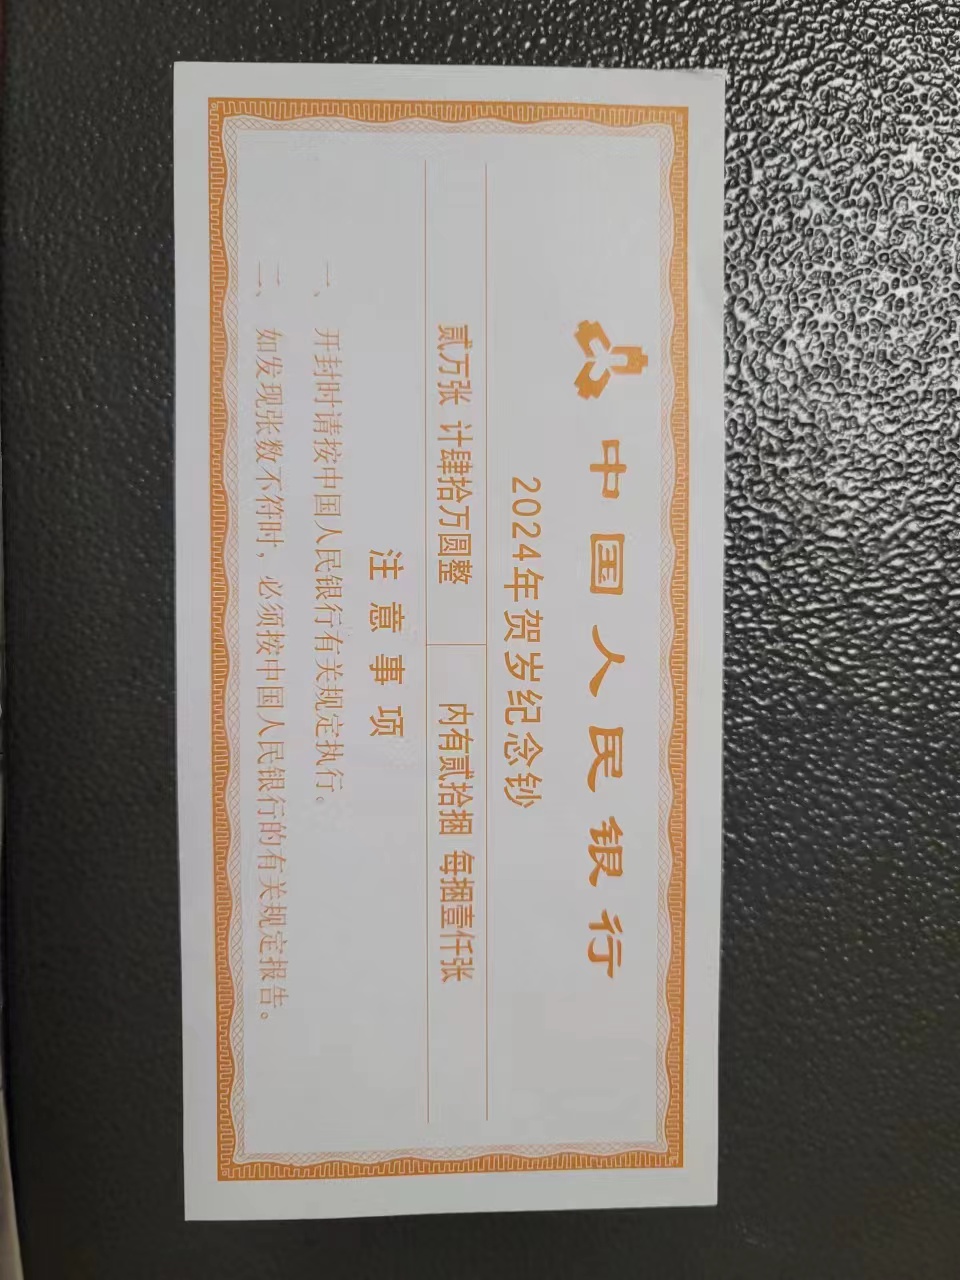 中国人民银行
2024年贺岁纪念钞
贰万张 计肆拾万圆整 内有贰拾捆 每捆壹仟张
注意事项
一、开封时请按中国人民银行有关规定执行。
二、如发现张数不符时，必须按中国人民银行的有关规定报告。